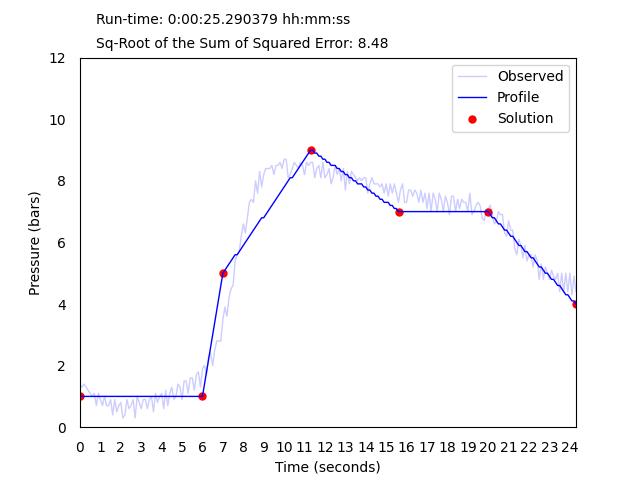 Run-time: 0:00:25.290379 hh:mm:ss
Sq-Root of the Sum of Squared Error: 8.48
Observed
Profile
Solution
12
10
8
6
4
2
0
Pressure (bars)
0 1 2 3 4 5 6 7 8 9 10 11 12 13 14 15 16 17 18 19 20 21 22 23 24
Time (seconds)